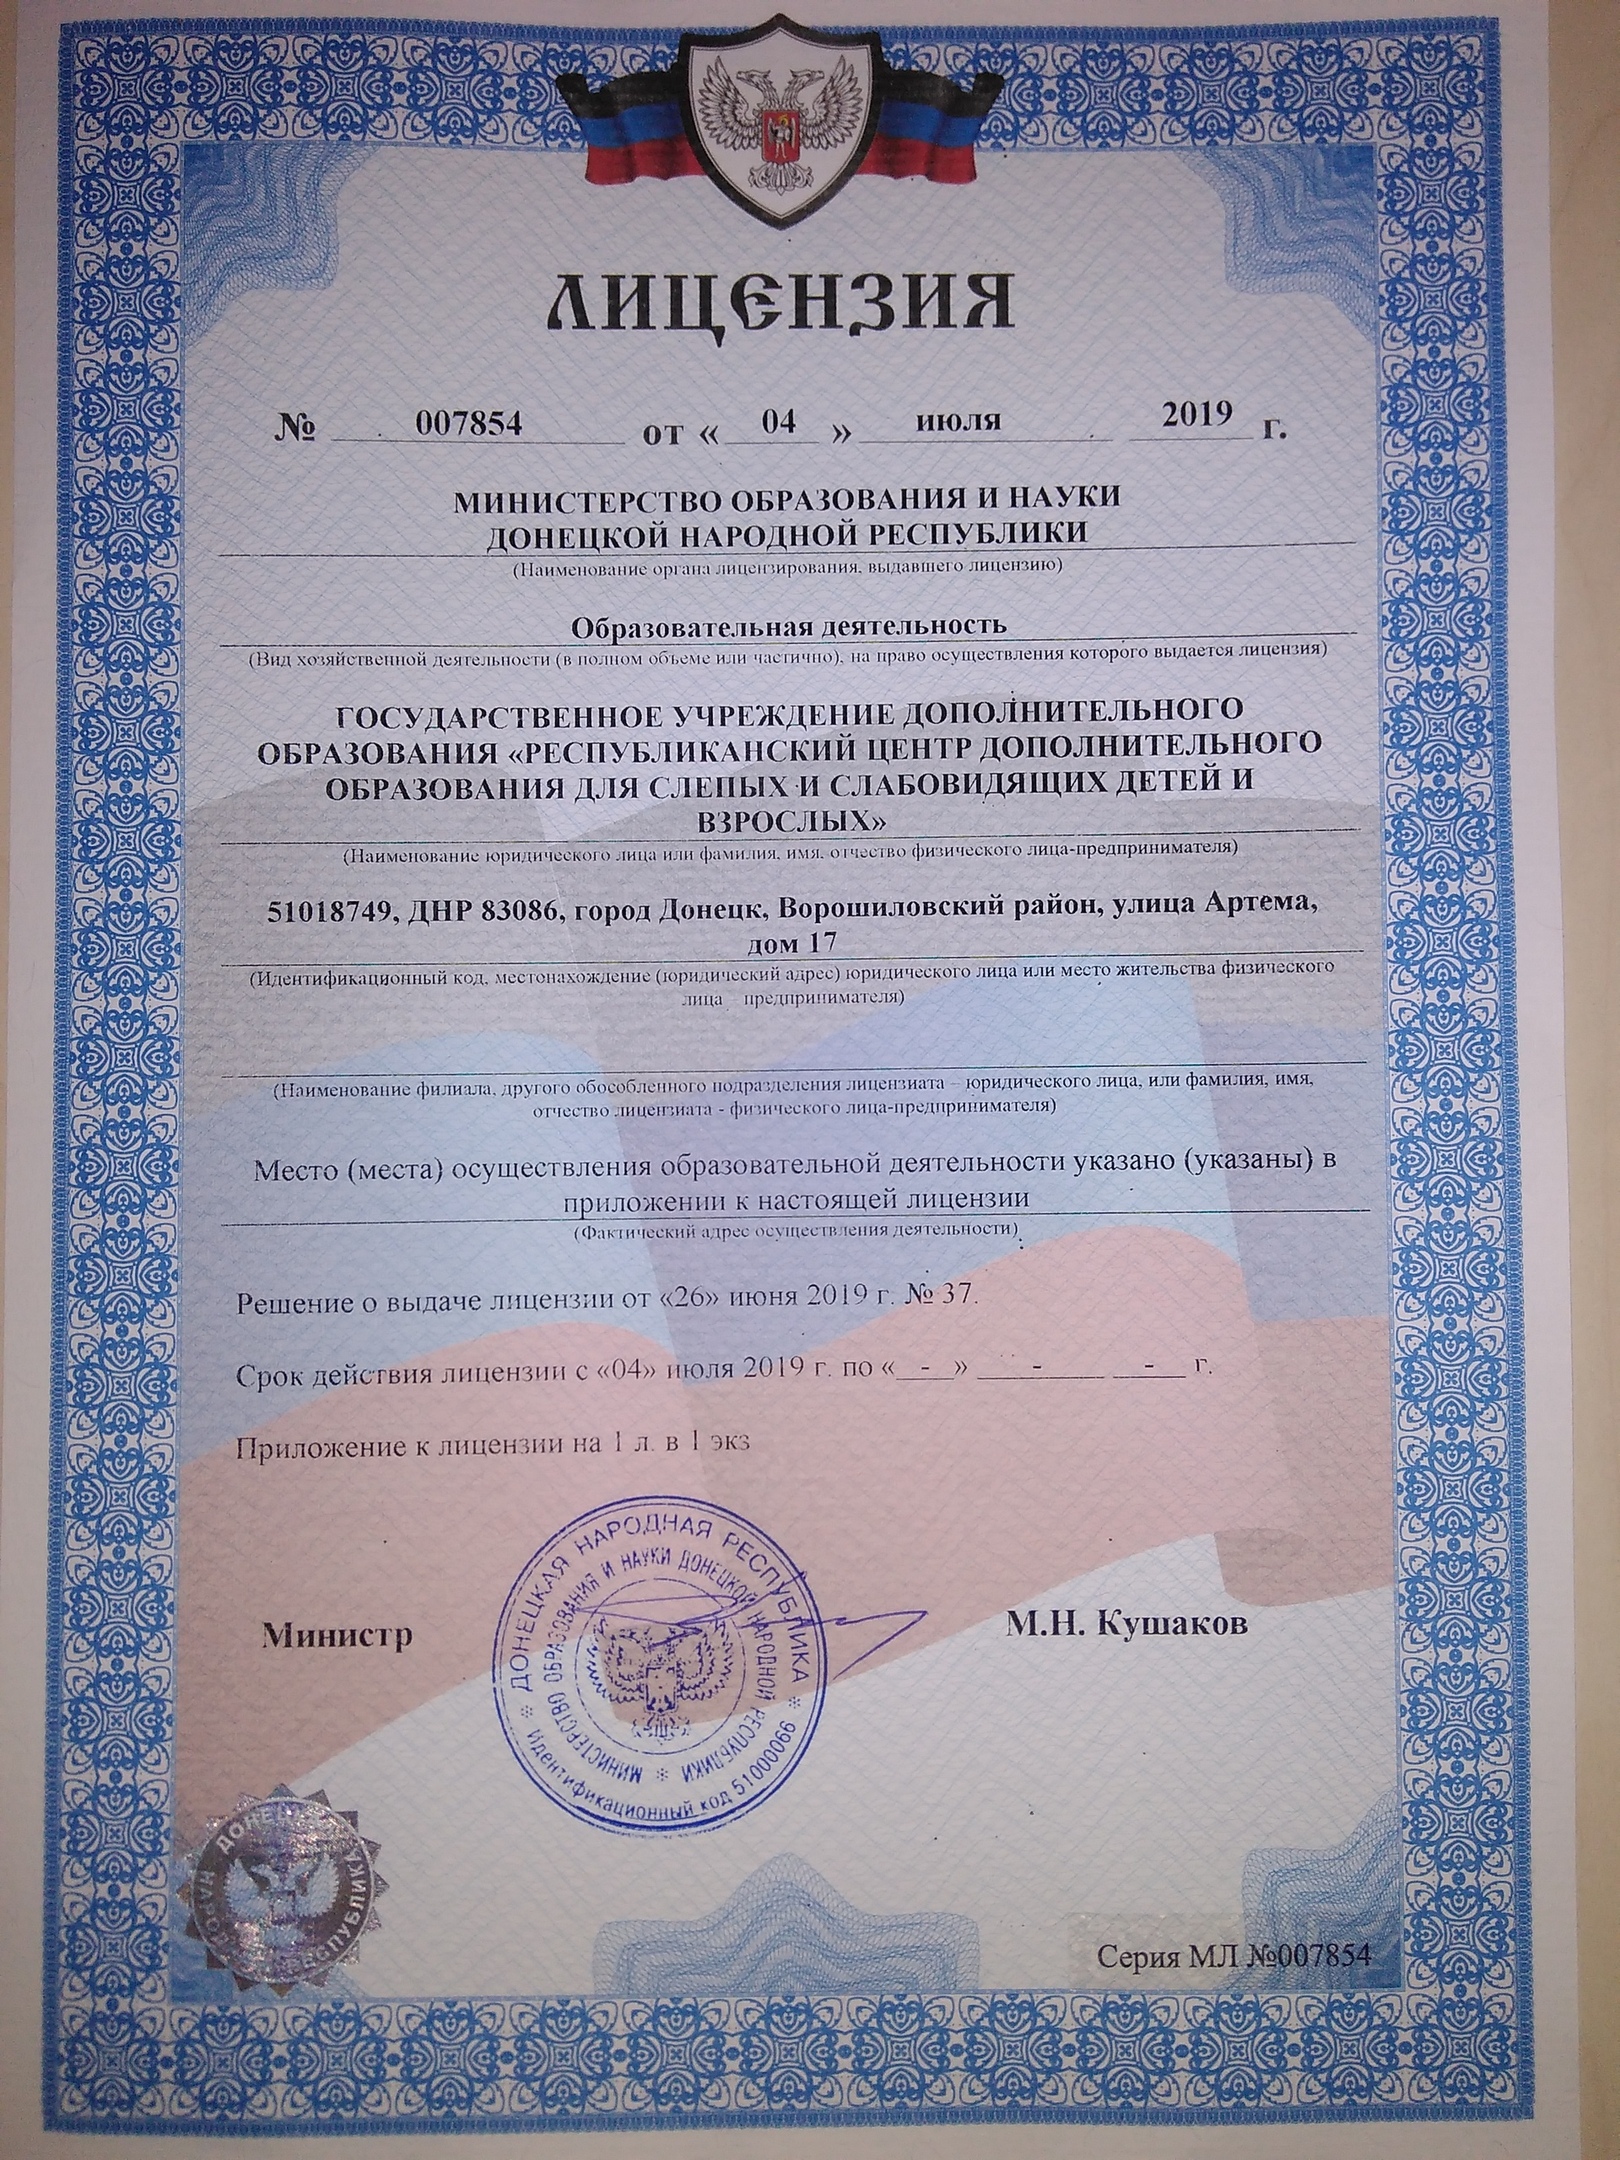 ЛИЦЕНЗИЯ
№ 007854 от « 04 » июля 2019 г.
МИНИСТЕРСТВО ОБРАЗОВАНИЯ И НАУКИ
ДОНЕЦКОЙ НАРОДНОЙ РЕСПУБЛИКИ
(Наименование органа лицензирования, выдавшего лицензию)
Образовательная деятельность
(Вид хозяйственной деятельности (в полном объеме или частично), на право осуществления которого выдается лицензия)
ГОСУДАРСТВЕННОЕ УЧРЕЖДЕНИЕ ДОПОЛНИТЕЛЬНОГО
ОБРАЗОВАНИЯ «РЕСПУБЛИКАНСКИЙ ЦЕНТР ДОПОЛНИТЕЛЬНОГО
ОБРАЗОВАНИЯ ДЛЯ СЛЕПЫХ И СЛАБОВИДЯЩИХ ДЕТЕЙ И
ВЗРОСЛЫХ»
(Наименование юридического лица или фамилия, имя, отчество физического лица-предпринимателя)
51018749, ДНР 83086, город Донецк, Ворошиловский район, улица Артема,
дом 17
(Идентификационный код, местонахождение (юридический адрес) юридического лица или место жительства физического
лица – предпринимателя)
(Наименование филиала, другого обособленного подразделения лицензиата – юридического лица, или фамилия, имя,
отчество лицензиата - физического лица-предпринимателя)
Место (места) осуществления образовательной деятельности указано (указаны) в
приложении к настоящей лицензии
(Фактический адрес осуществления деятельности)
Решение о выдаче лицензии от «26» июня 2019 г. № 37.
Срок действия лицензии с «04» июля 2019 г. по «__-__» ____-____ __-__ г.
Приложение к лицензии на 1 л. в 1 экз
Министр
М.Н. Кушаков
ДОНЕЦКАЯ НАРОДНАЯ РЕСПУБЛИКА
Идентификационный код 51000066
МИНИСТЕРСТВО ОБРАЗОВАНИЯ И НАУКИ ДОНЕЦКОЙ НАРОДНОЙ РЕСПУБЛИКИ
РЕСПУБЛИКА
Серия МЛ №007854